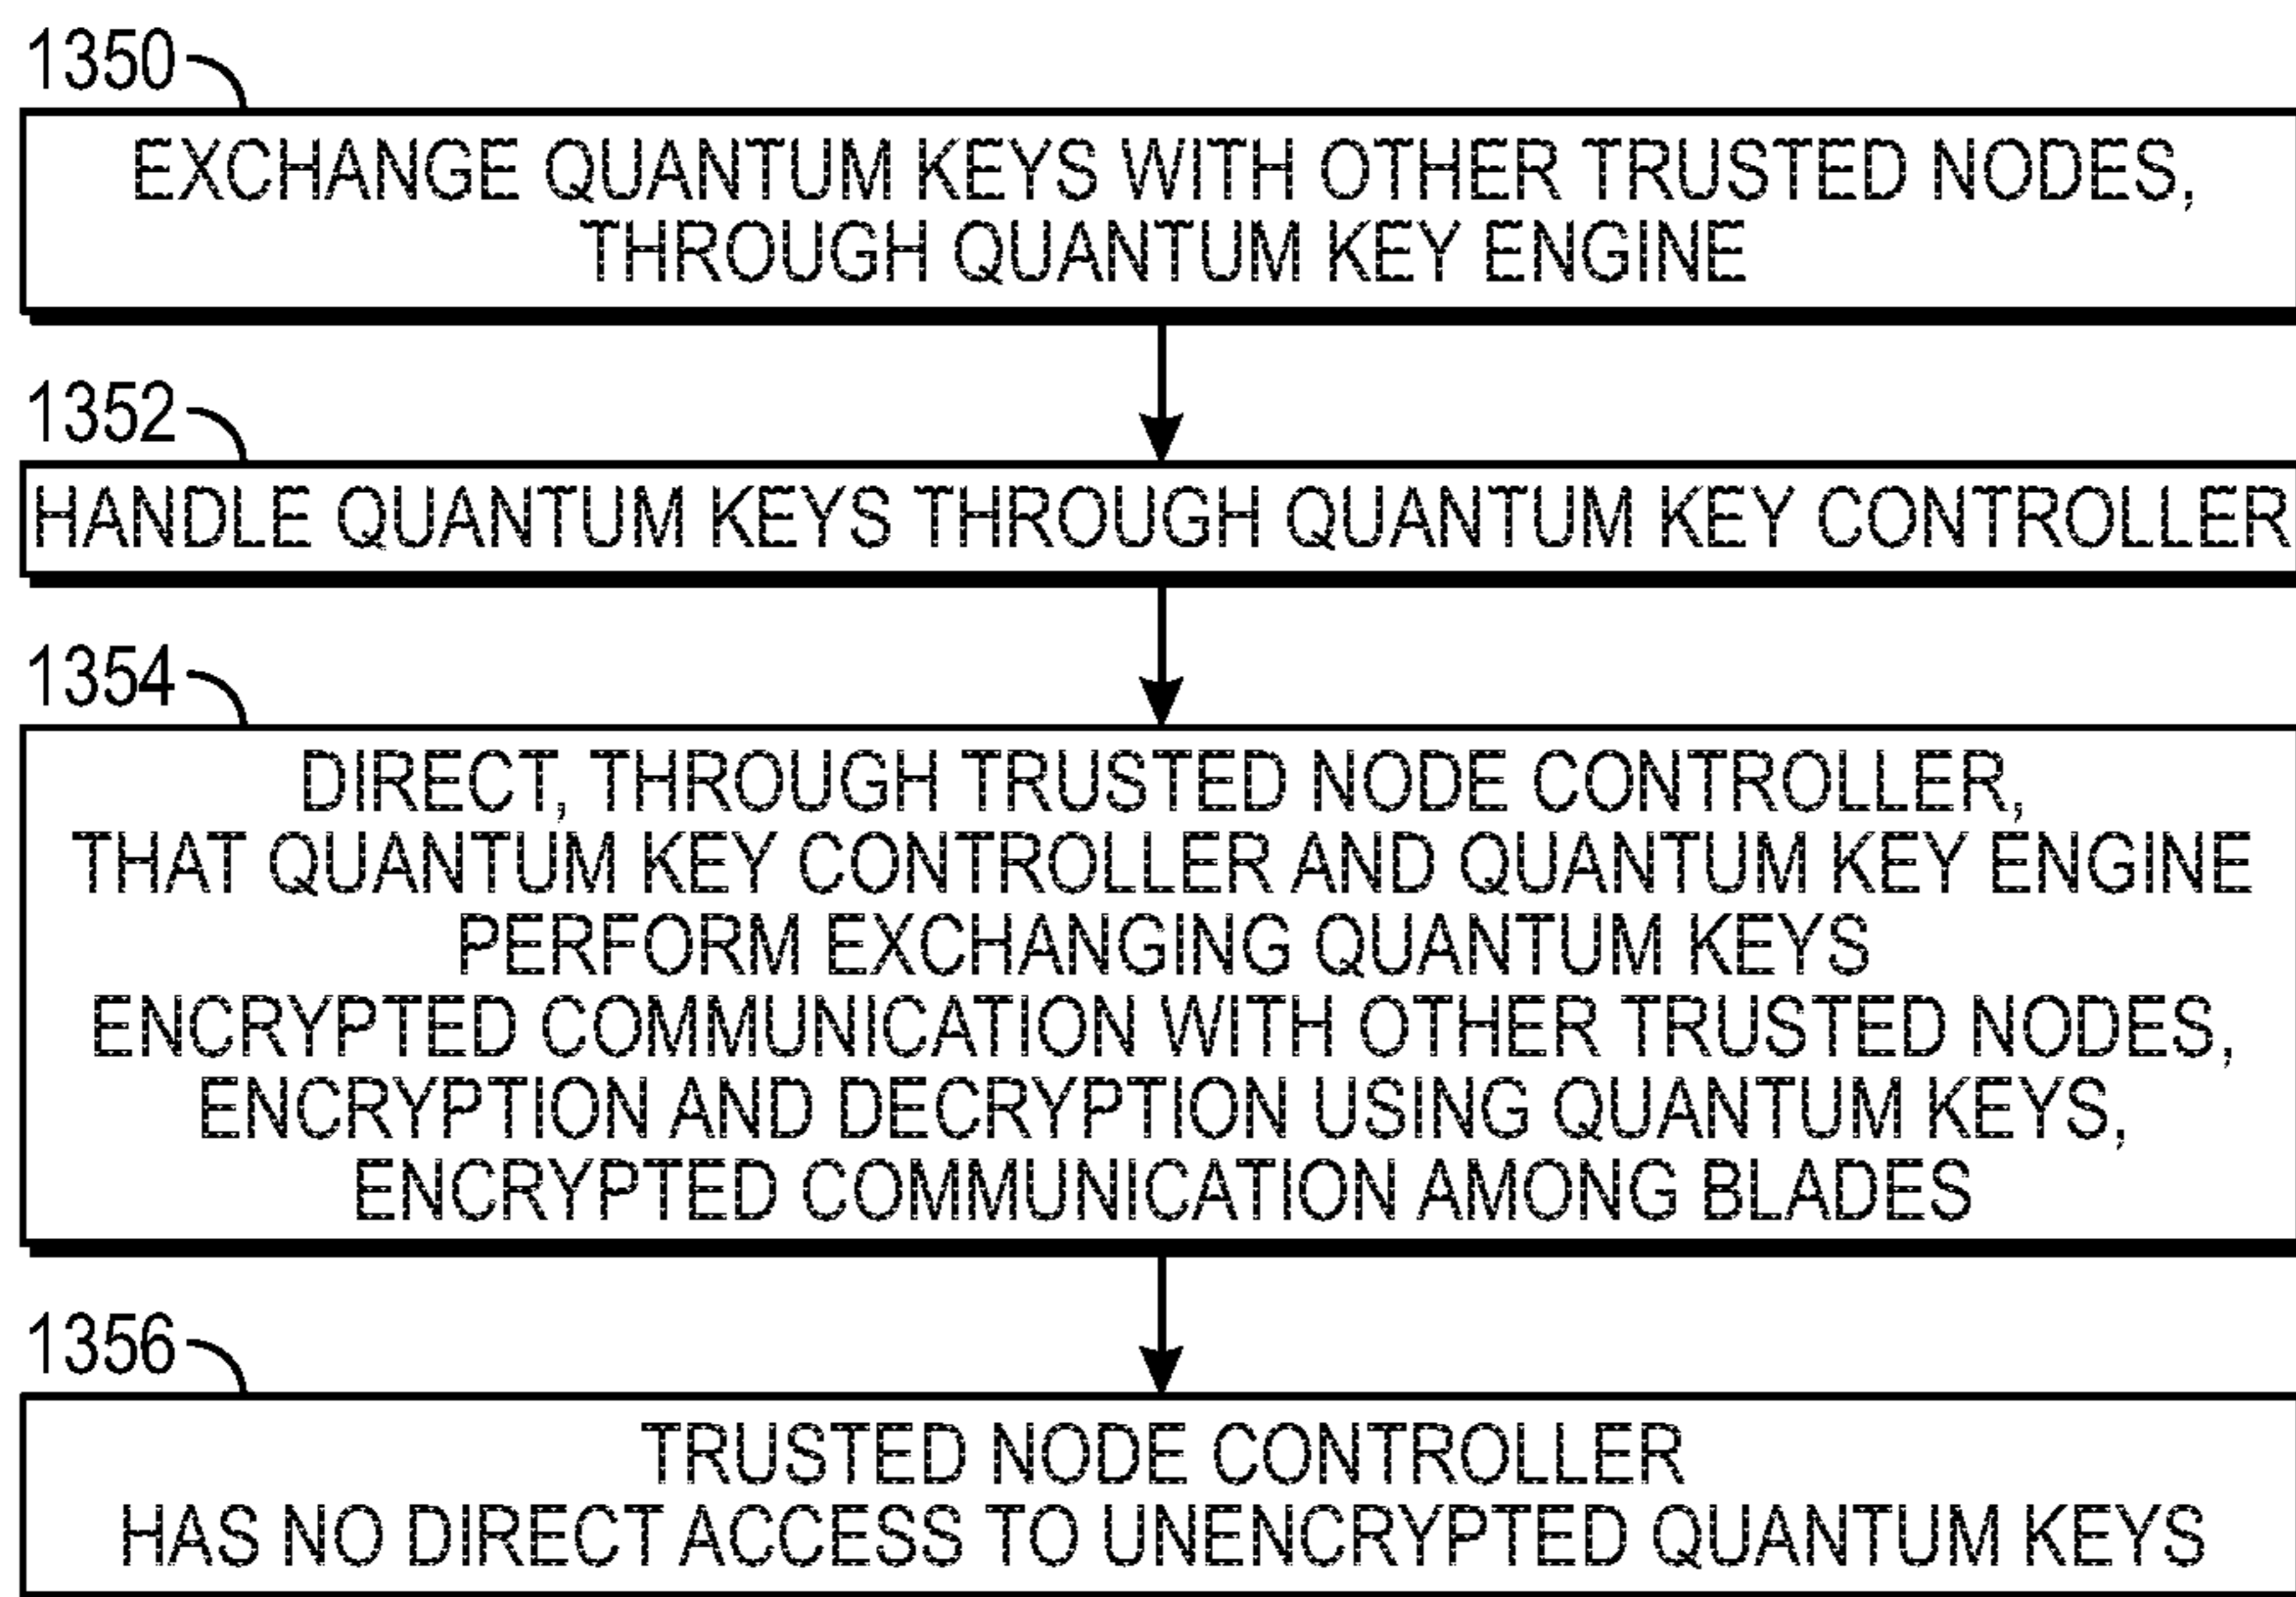 1350
EXCHANGE QUANTUM KEYS WITH OTHER TRUSTED NODES,
THROUGH QUANTUM KEY ENGINE
1352
HANDLE QUANTUM KEYS THROUGH QUANTUM KEY CONTROLLER
1354
DIRECT, THROUGH TRUSTED NODE CONTROLLER,
THAT QUANTUM KEY CONTROLLER AND QUANTUM KEY ENGINE
PERFORM EXCHANGING QUANTUM KEYS
ENCRYPTED COMMUNICATION WITH OTHER TRUSTED NODES,
ENCRYPTION AND DECRYPTION USING QUANTUM KEYS,
ENCRYPTED COMMUNICATION AMONG BLADES
1356
TRUSTED NODE CONTROLLER
HAS NO DIRECT ACCESS TO UNENCRYPTED QUANTUM KEYS